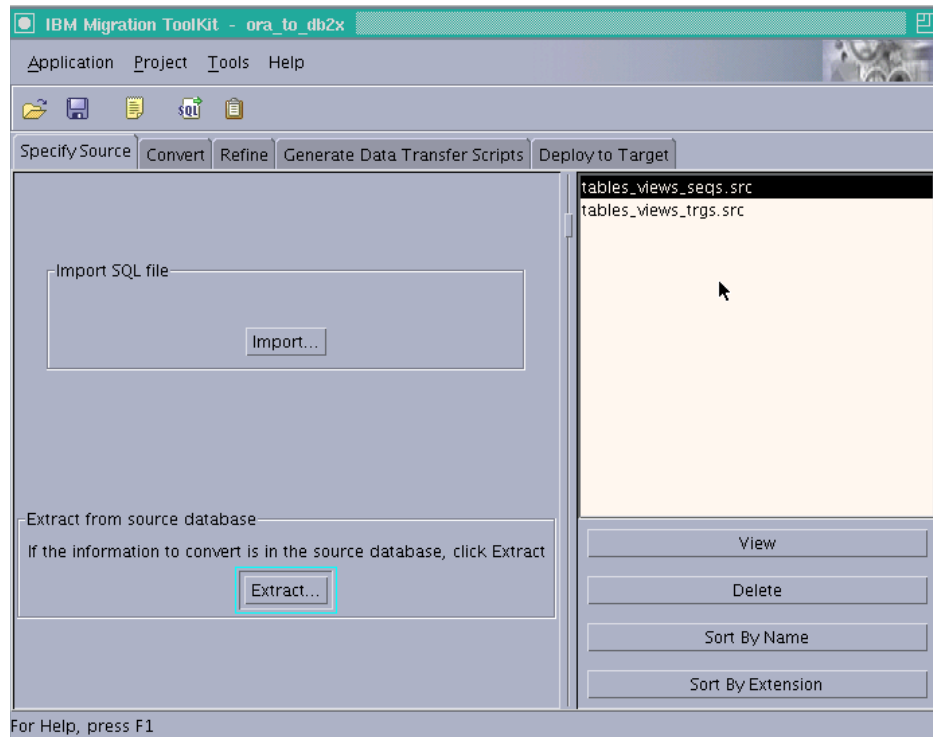 IBM Migration ToolKit - ora_to_db2x
Application Project Tools Help
SQL
Specify Source Convert Refine Generate Data Transfer Scripts Deploy to Target
tables_views_seqs.src
tables_views_trgs.src
Import SQL file
Import...
Extract from source database
If the information to convert is in the source database, click Extract
Extract...
View
Delete
Sort By Name
Sort By Extension
For Help, press F1